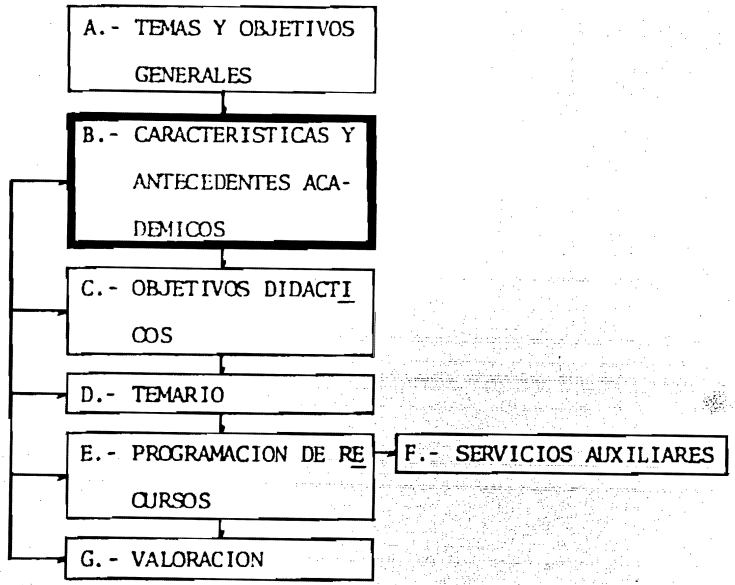 A.- TEMAS Y OBJETIVOS
GENERALES
B.- CARACTERISTICAS Y
ANTECEDENTES ACA-
DEMICOS
C.- OBJETIVOS DIDACTI
COS
D.- TEMARIO
E.- PROGRAMACION DE RE
CURSOS
F.- SERVICIOS AUXILIARES
G.- VALORACION